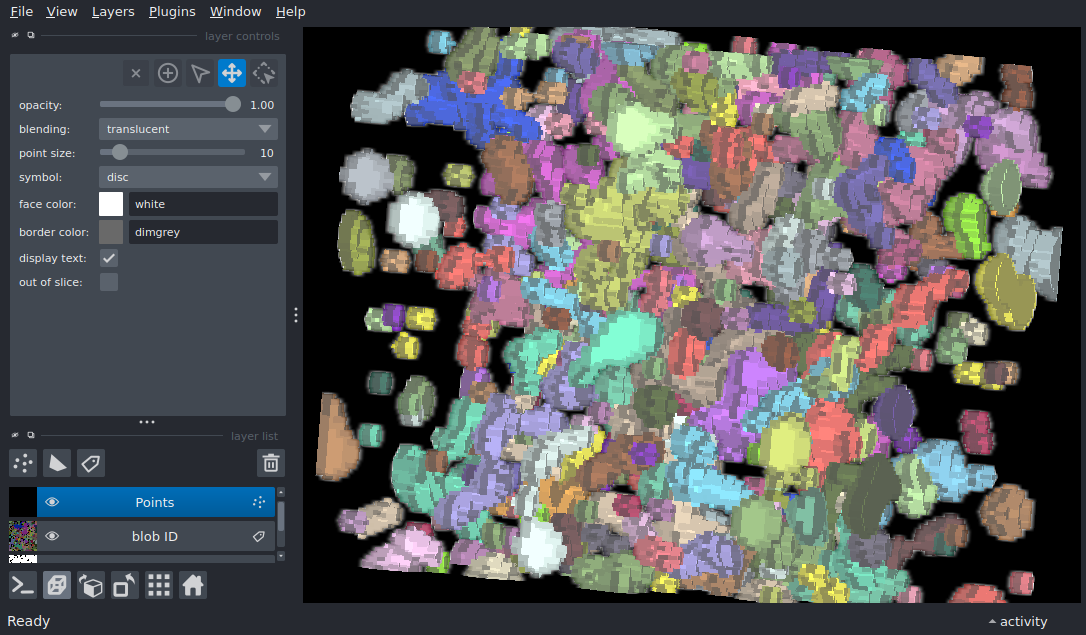 File View Layers Plugins Window Help
layer controls
opacity: 1.00
blending: translucent
point size: 10
symbol: disc
face color: white
border color: dimgrey
display text:
out of slice:
layer list
Points
blob ID
Ready
activity